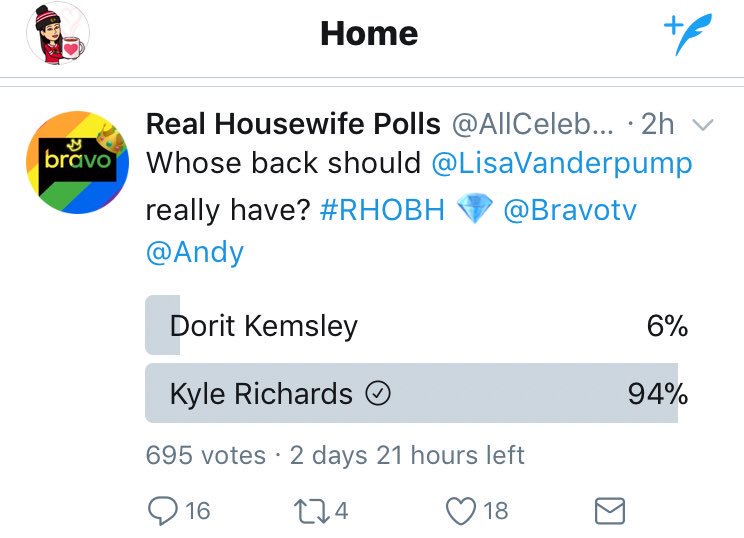 Home
Real Housewife Polls @AllCeleb... · 2h
bravo
Whose back should @LisaVanderpump
really have? #RHOBH 💎 @Bravotv
@Andy
Dorit Kemsley 6%
Kyle Richards 94%
695 votes · 2 days 21 hours left
16 4 18